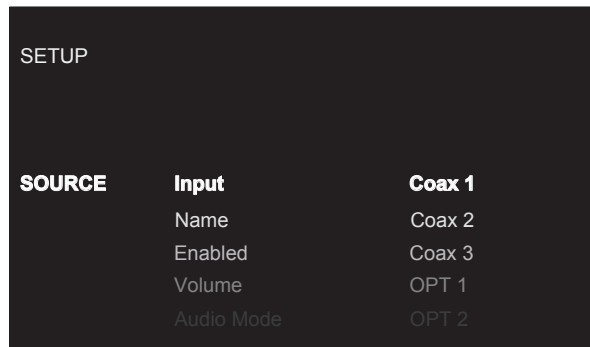 SETUP
SOURCE Input Coax 1
Name Coax 2
Enabled Coax 3
Volume OPT 1
Audio Mode OPT 2